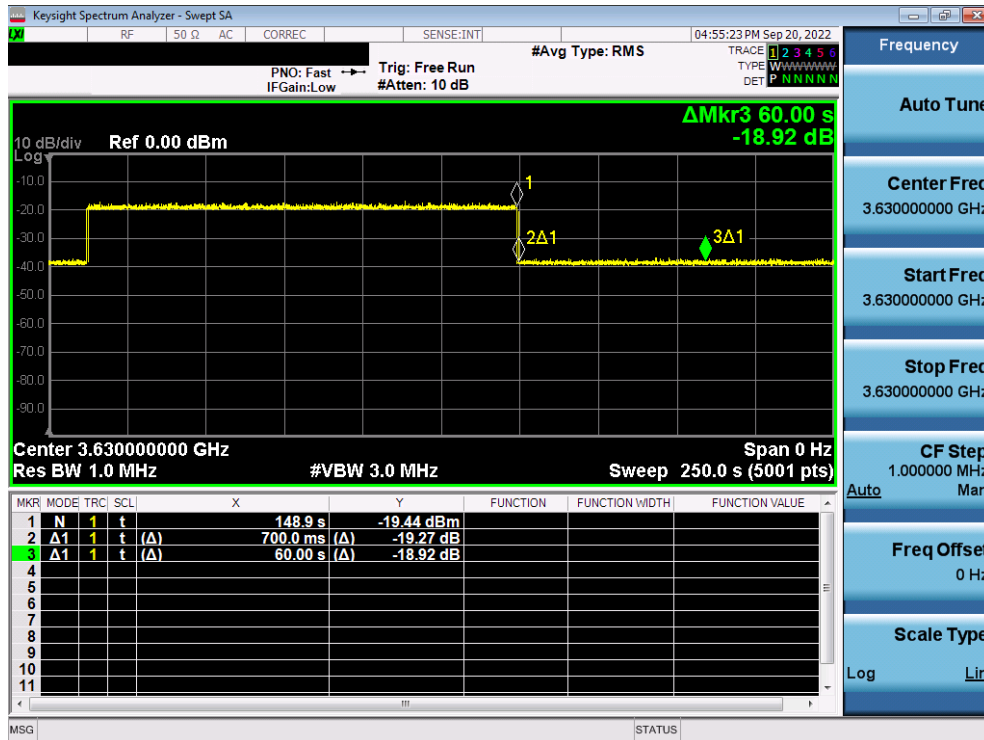 Keysight Spectrum Analyzer - Swept SA
LXI RF 50 Ω AC CORREC SENSE:INT 04:55:23 PM Sep 20, 2022
PNO: Fast
IFGain:Low
Trig: Free Run
#Atten: 10 dB
#Avg Type: RMS
TRACE 1 2 3 4 5 6
TYPE WWWWWW
DET P N N N N N
ΔMkr3 60.00 s
-18.92 dB
10 dB/div Ref 0.00 dBm
Log
-10.0
-20.0
-30.0
-40.0
-50.0
-60.0
-70.0
-80.0
-90.0
1
2Δ1
3Δ1
Center 3.630000000 GHz Span 0 Hz
Res BW 1.0 MHz #VBW 3.0 MHz Sweep 250.0 s (5001 pts)
MKR MODE TRC SCL X Y FUNCTION FUNCTION WIDTH FUNCTION VALUE
1 N 1 t 148.9 s -19.44 dBm
2 Δ1 1 t (Δ) 700.0 ms (Δ) -19.27 dB
3 Δ1 1 t (Δ) 60.00 s (Δ) -18.92 dB
4
5
6
7
8
9
10
11
MSG STATUS
Frequency
Auto Tune
Center Freq
3.630000000 GHz
Start Freq
3.630000000 GHz
Stop Freq
3.630000000 GHz
CF Step
1.000000 MHz
Auto Man
Freq Offset
0 Hz
Scale Type
Log Lin